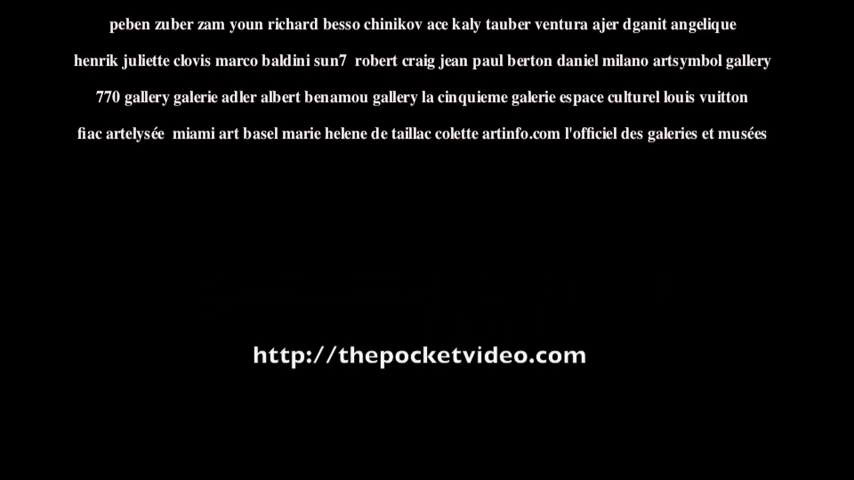 peben zuber zam youn richard besso chinikov ace kaly tauber ventura ajer dganit angelique
henrik juliette clovis marco baldini sun7 robert craig jean paul berton daniel milano artsymbol gallery
770 gallery galerie adler albert benamou gallery la cinquieme galerie espace culturel louis vuitton
fiac artelysée miami art basel marie helene de taillac colette artinfo.com l'officiel des galeries et musées
http://thepocketvideo.com